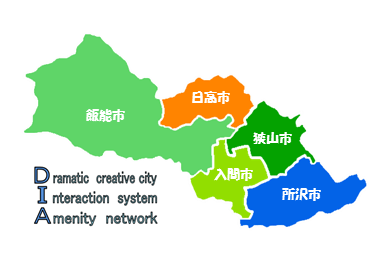 日高市
飯能市
狭山市
入間市
所沢市
Dramatic creative city
Interaction system
Amenity network